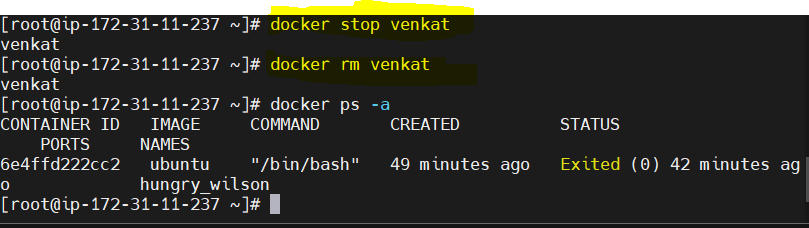 [root@ip-172-31-11-237 ~]# docker stop venkat
venkat
[root@ip-172-31-11-237 ~]# docker rm venkat
venkat
[root@ip-172-31-11-237 ~]# docker ps -a
CONTAINER ID   IMAGE     COMMAND       CREATED          STATUS
    PORTS     NAMES
6e4ffd222cc2   ubuntu    "/bin/bash"   49 minutes ago   Exited (0) 42 minutes ag
o             hungry_wilson
[root@ip-172-31-11-237 ~]#